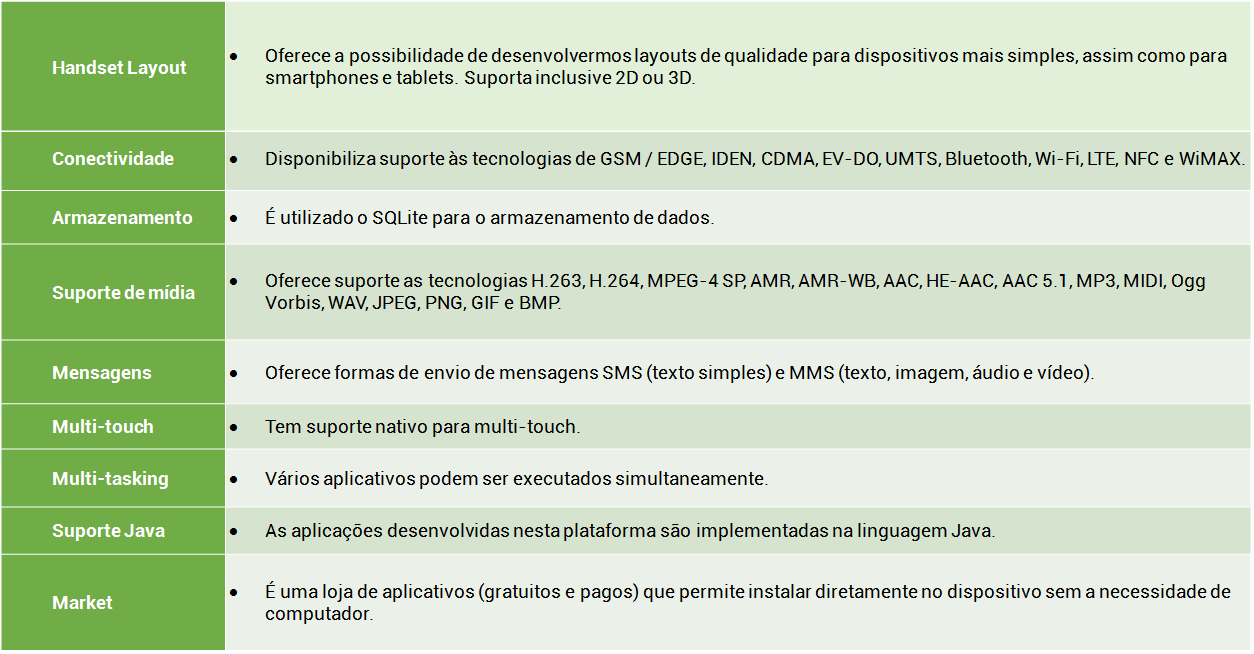 Handset Layout
• Oferece a possibilidade de desenvolvermos layouts de qualidade para dispositivos mais simples, assim como para
smartphones e tablets. Suporta inclusive 2D ou 3D.
Conectividade
• Disponibiliza suporte às tecnologias de GSM / EDGE, IDEN, CDMA, EV-DO, UMTS, Bluetooth, Wi-Fi, LTE, NFC e WiMAX.
Armazenamento
• É utilizado o SQLite para o armazenamento de dados.
Suporte de mídia
• Oferece suporte as tecnologias H.263, H.264, MPEG-4 SP, AMR, AMR-WB, AAC, HE-AAC, AAC 5.1, MP3, MIDI, Ogg
Vorbis, WAV, JPEG, PNG, GIF e BMP.
Mensagens
• Oferece formas de envio de mensagens SMS (texto simples) e MMS (texto, imagem, áudio e vídeo).
Multi-touch
• Tem suporte nativo para multi-touch.
Multi-tasking
• Vários aplicativos podem ser executados simultaneamente.
Suporte Java
• As aplicações desenvolvidas nesta plataforma são implementadas na linguagem Java.
Market
• É uma loja de aplicativos (gratuitos e pagos) que permite instalar diretamente no dispositivo sem a necessidade de
computador.